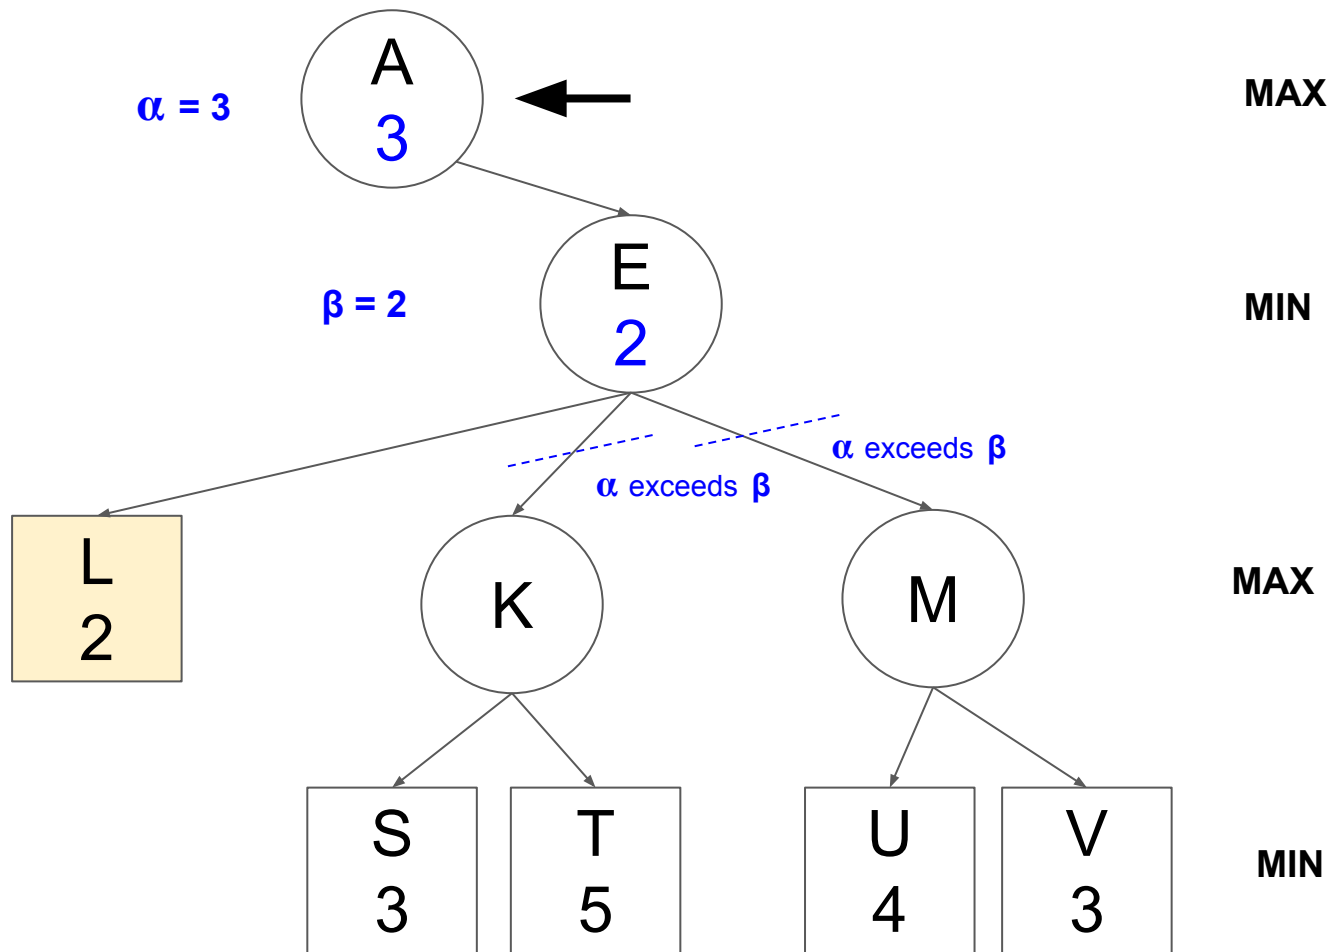 A
3
α = 3
MAX
E
2
β = 2
MIN
α exceeds β
α exceeds β
L
2
K
M
MAX
S
3
T
5
U
4
V
3
MIN